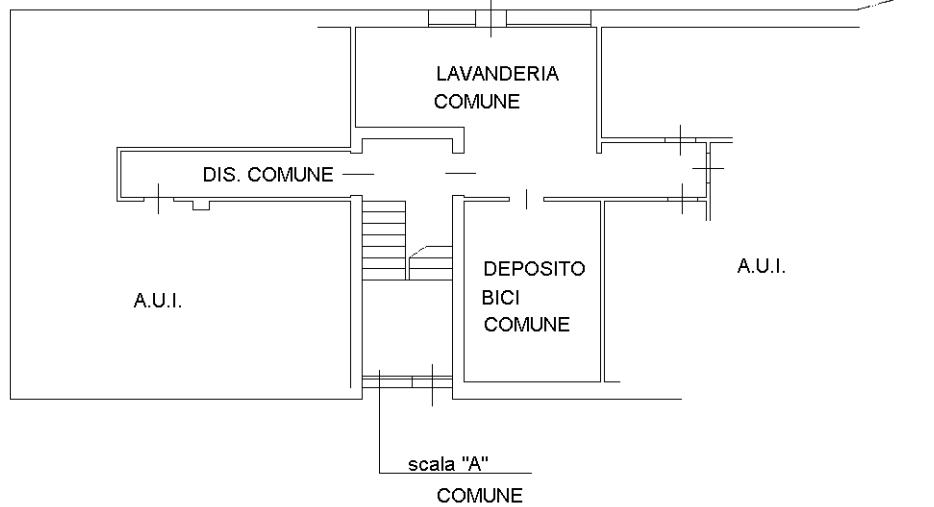 LAVANDERIA
COMUNE
DIS. COMUNE
A.U.I.
DEPOSITO
BICI
COMUNE
A.U.I.
scala "A"
COMUNE